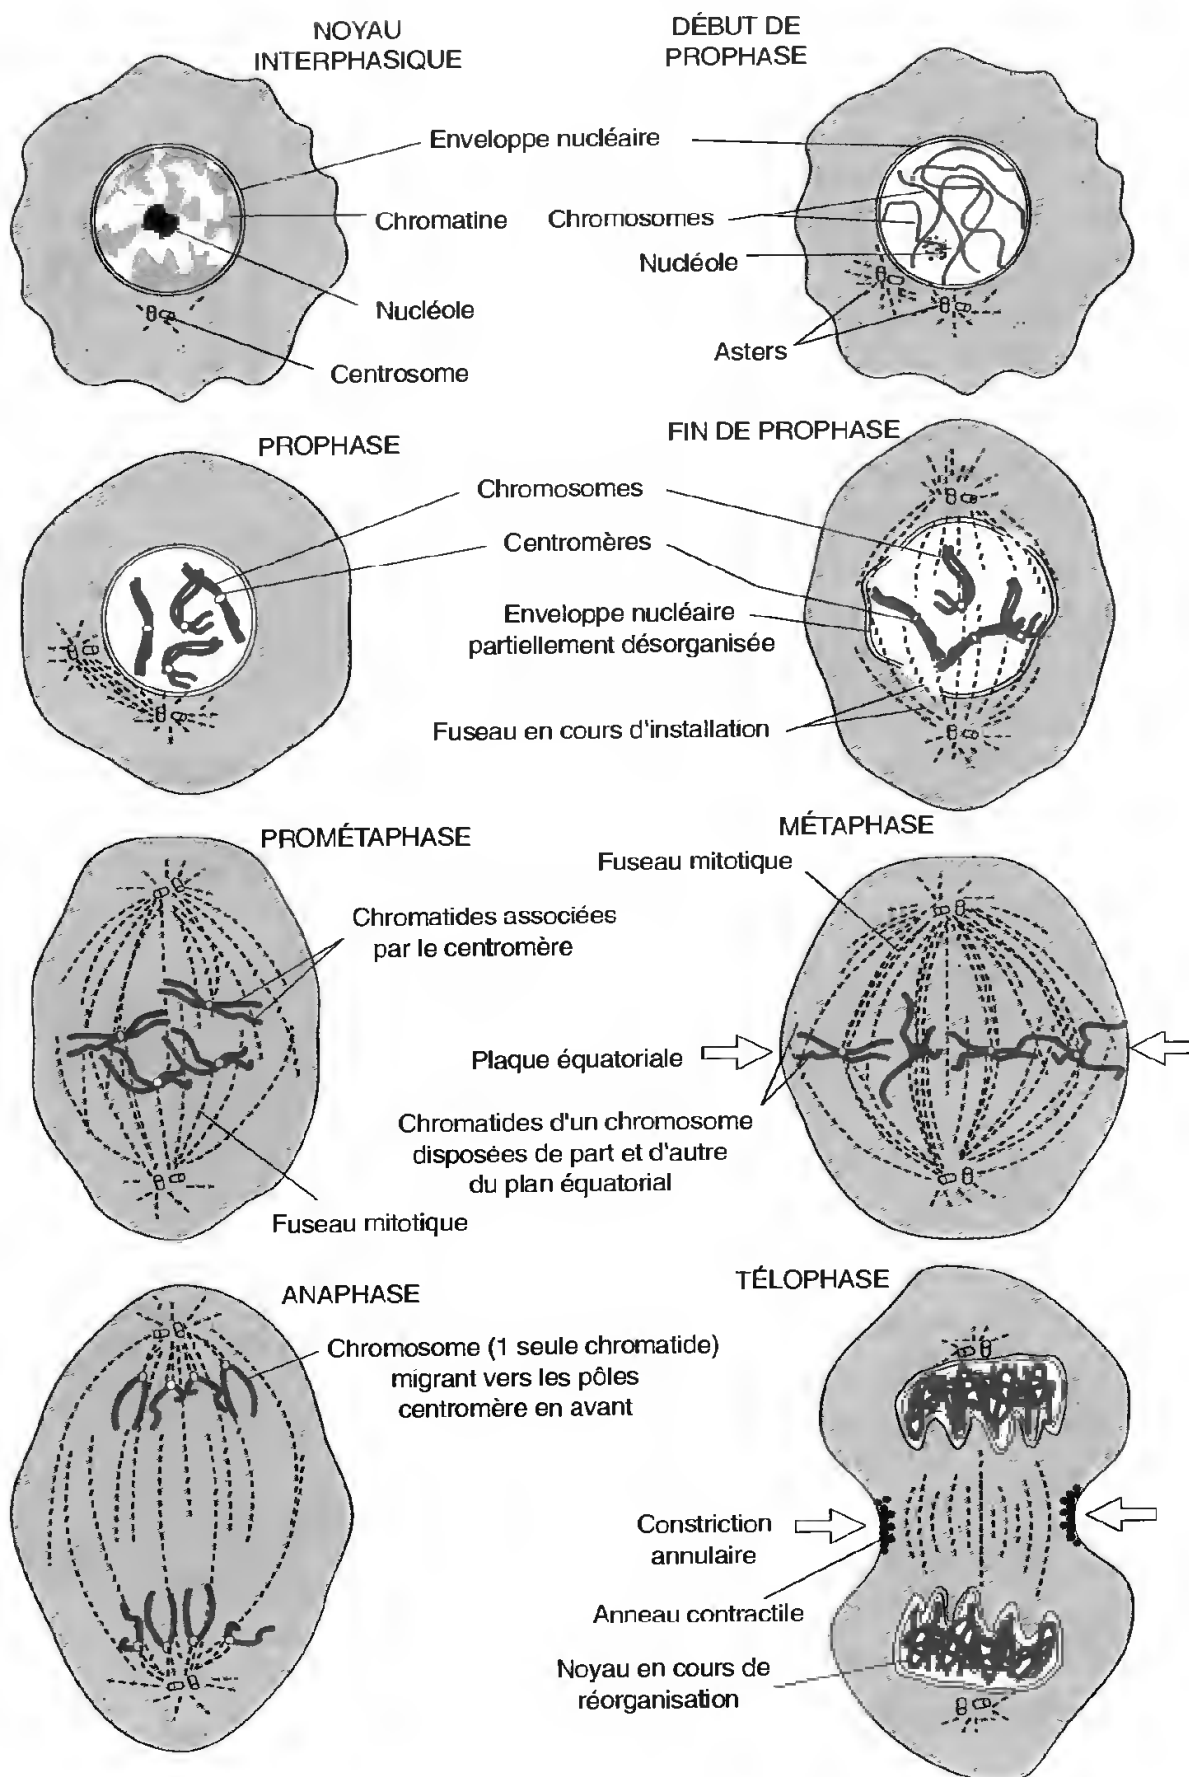 NOYAU
INTERPHASIQUE
DÉBUT DE
PROPHASE
Enveloppe nucléaire
Chromatine
Chromosomes
Nucléole
Nucléole
Centrosome
Asters
PROPHASE
FIN DE PROPHASE
Chromosomes
Centromères
Enveloppe nucléaire
partiellement désorganisée
Fuseau en cours d'installation
PROMÉTAPHASE
MÉTAPHASE
Fuseau mitotique
Chromatides associées
par le centromère
Plaque équatoriale
Chromatides d'un chromosome
disposées de part et d'autre
du plan équatorial
Fuseau mitotique
ANAPHASE
TÉLOPHASE
Chromosome (1 seule chromatide)
migrant vers les pôles
centromère en avant
Constriction
annulaire
Anneau contractile
Noyau en cours de
réorganisation